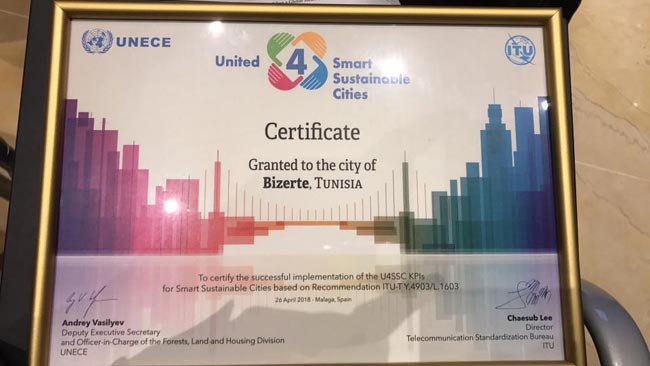 UNECE
United 4 Smart
Sustainable
Cities
ITU
Certificate
Granted to the city of
Bizerte, TUNISIA
To certify the successful implementation of the U4SSC KPIs
for Smart Sustainable Cities based on Recommendation ITU-T Y.4903/L.1603
26 April 2018 - Malaga, Spain
Andrey Vasilyev
Deputy Executive Secretary
and Officer-in-Charge of the Forests, Land and Housing Division
UNECE
Chaesub Lee
Director
Telecommunication Standardization Bureau
ITU